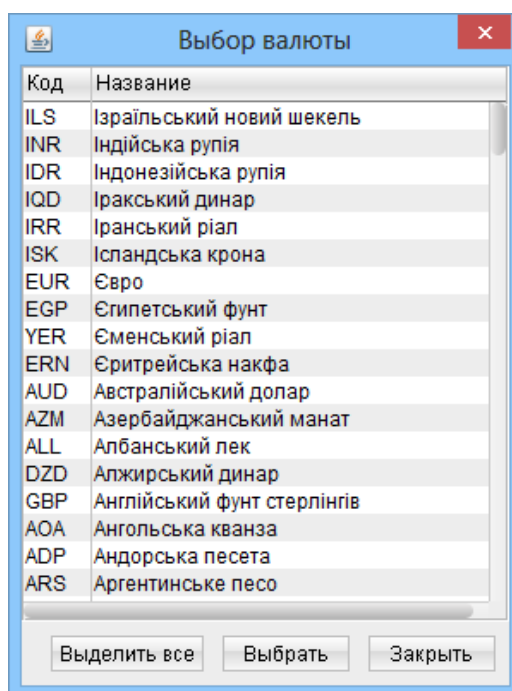 Выбор валюты
Код Название
ILS Ізраїльський новий шекель
INR Індійська рупія
IDR Індонезійська рупія
IQD Іракський динар
IRR Іранський ріал
ISK Ісландська крона
EUR Євро
EGP Єгипетський фунт
YER Єменський ріал
ERN Єритрейська накфа
AUD Австралійський долар
AZM Азербайджанський манат
ALL Албанський лек
DZD Алжирський динар
GBP Англійський фунт стерлінгів
AOA Ангольська кванза
ADP Андорська песета
ARS Аргентинське песо
Выделить все Выбрать Закрыть